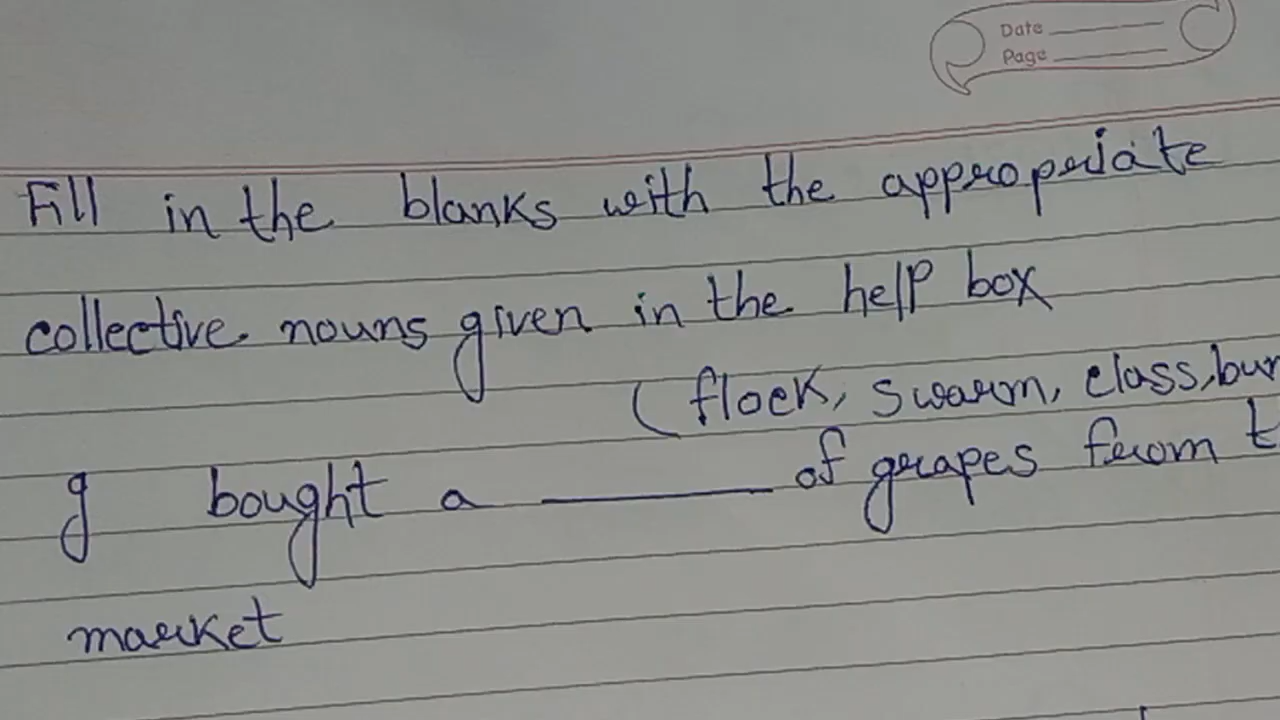 Date
Page
Fill in the blanks with the appropriate
collective nouns given in the help box
(flock, swarm, class,
I bought a ______ of grapes from
market